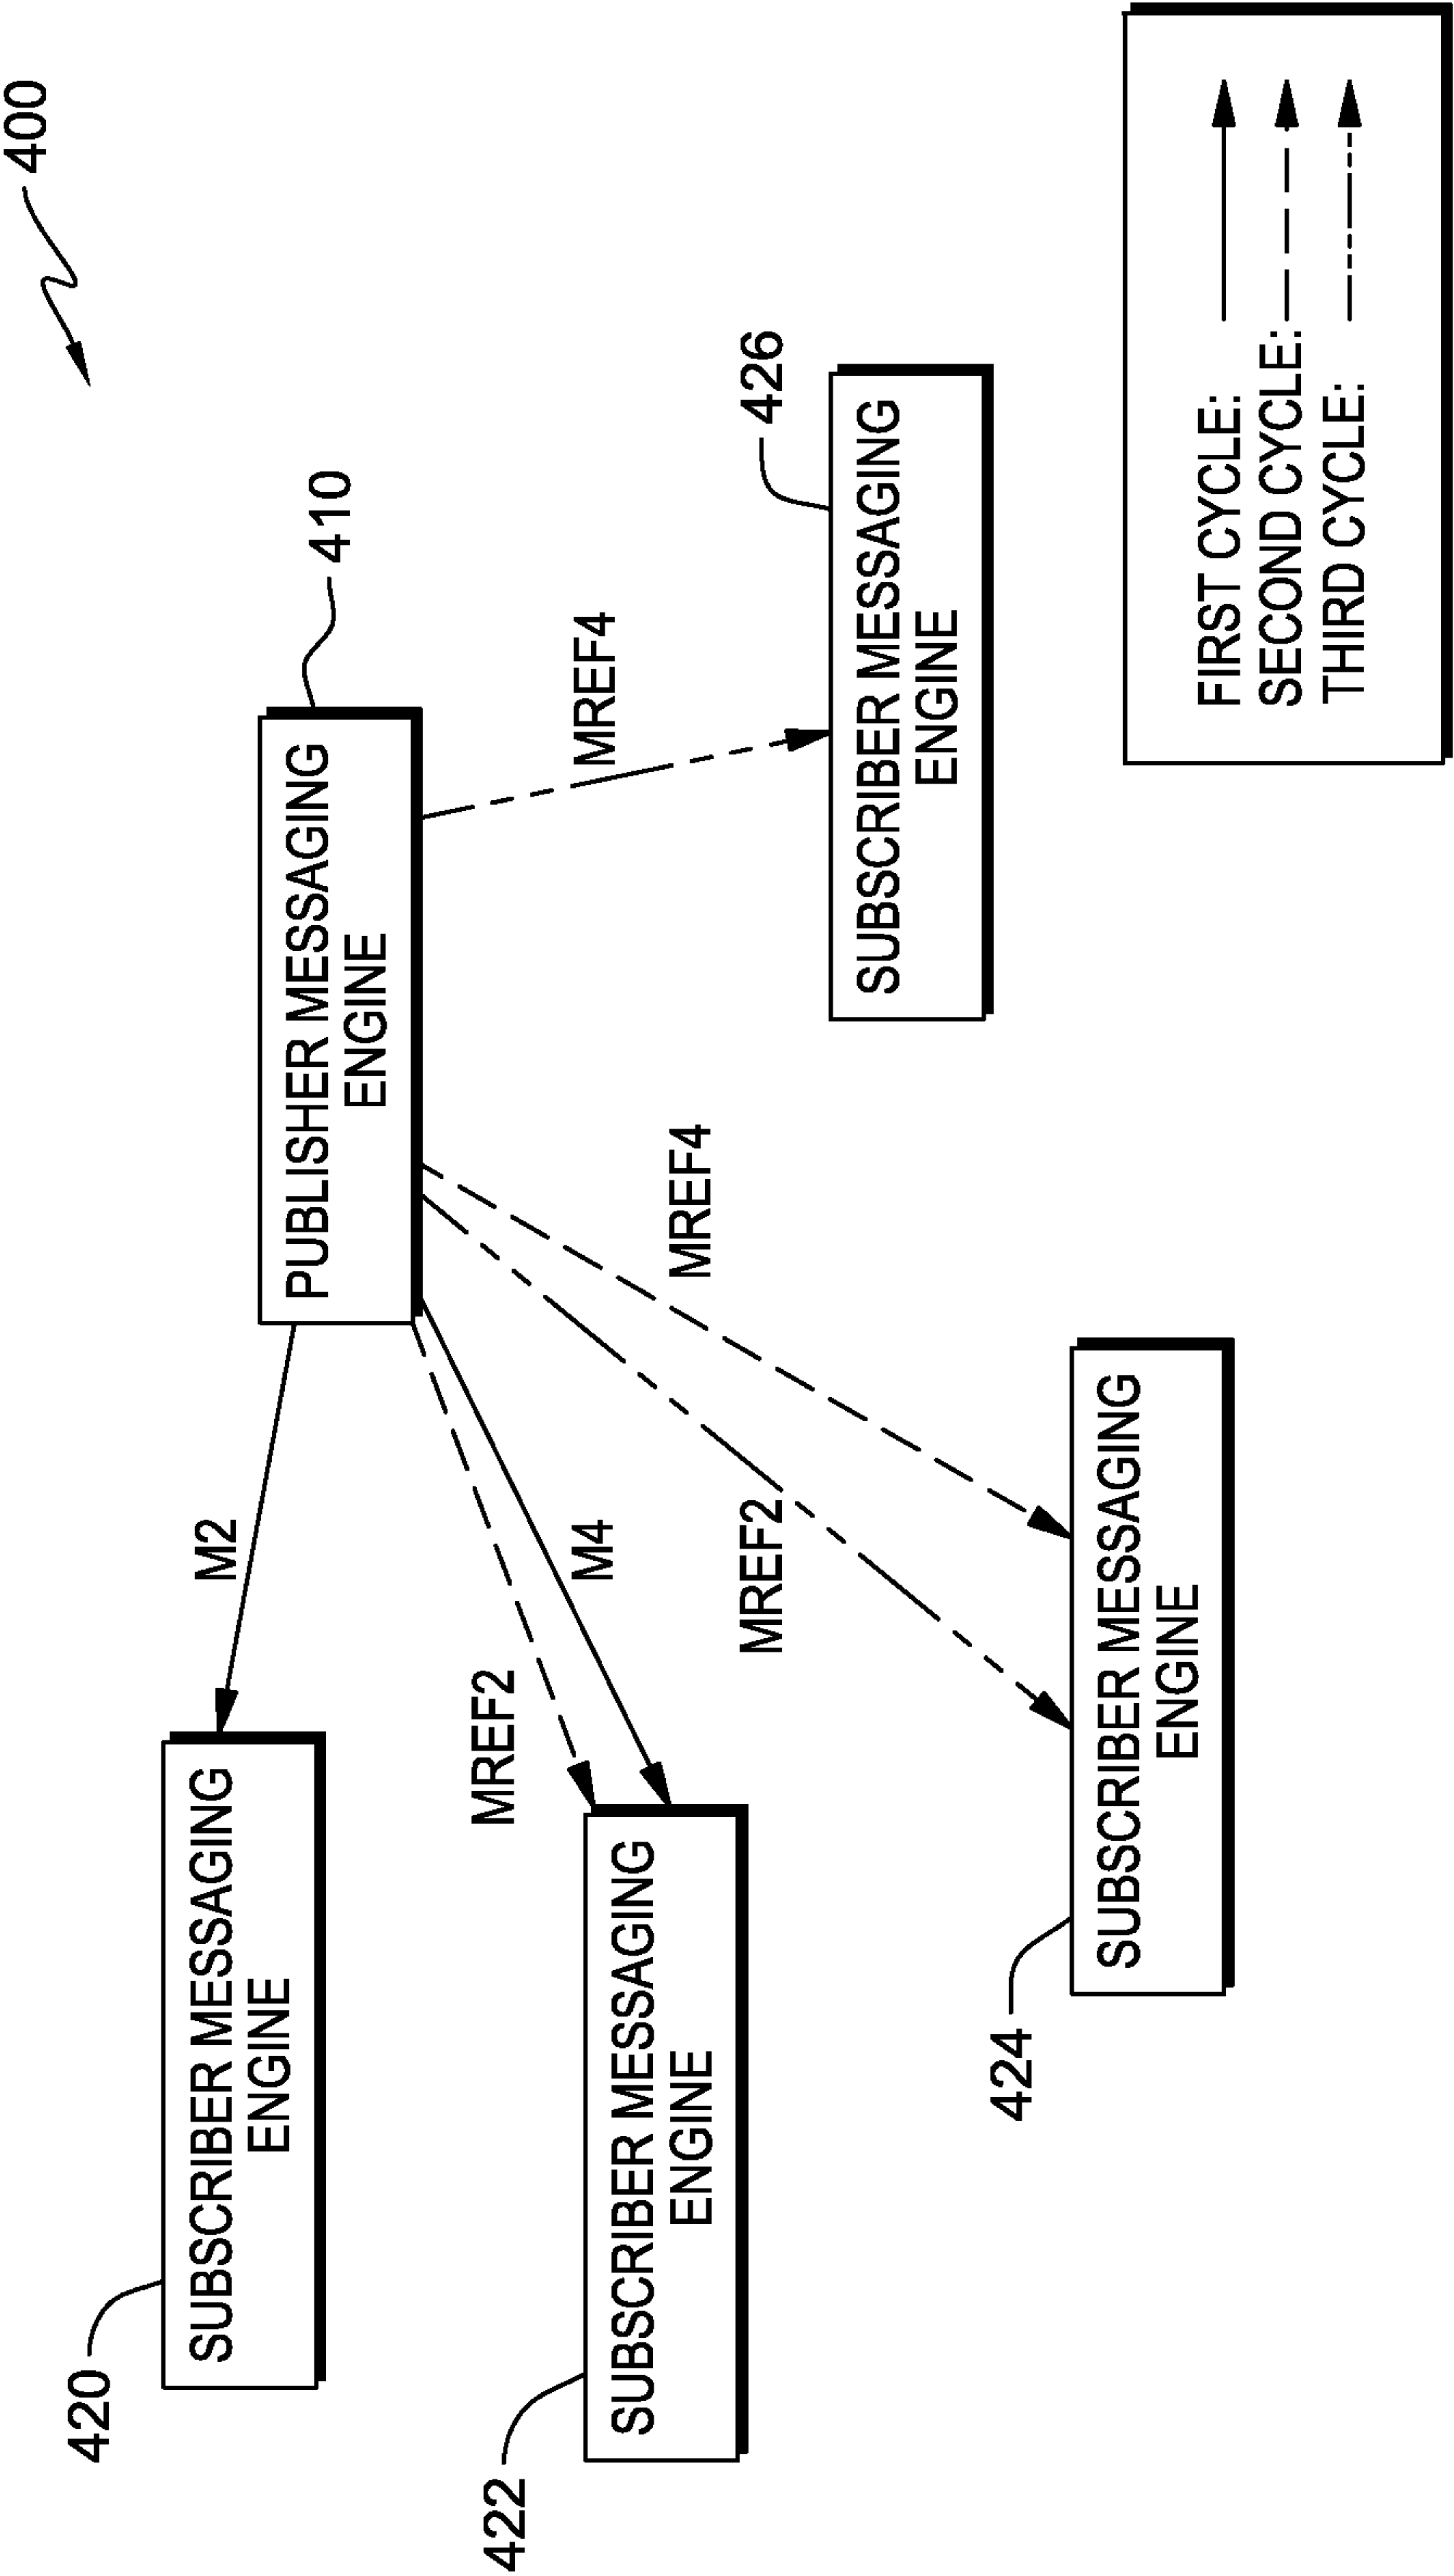 400
PUBLISHER MESSAGING
ENGINE
410
M2
SUBSCRIBER MESSAGING
ENGINE
420
MREF2
M4
SUBSCRIBER MESSAGING
ENGINE
422
MREF2
MREF4
SUBSCRIBER MESSAGING
ENGINE
424
MREF4
SUBSCRIBER MESSAGING
ENGINE
426
FIRST CYCLE:
SECOND CYCLE:
THIRD CYCLE: